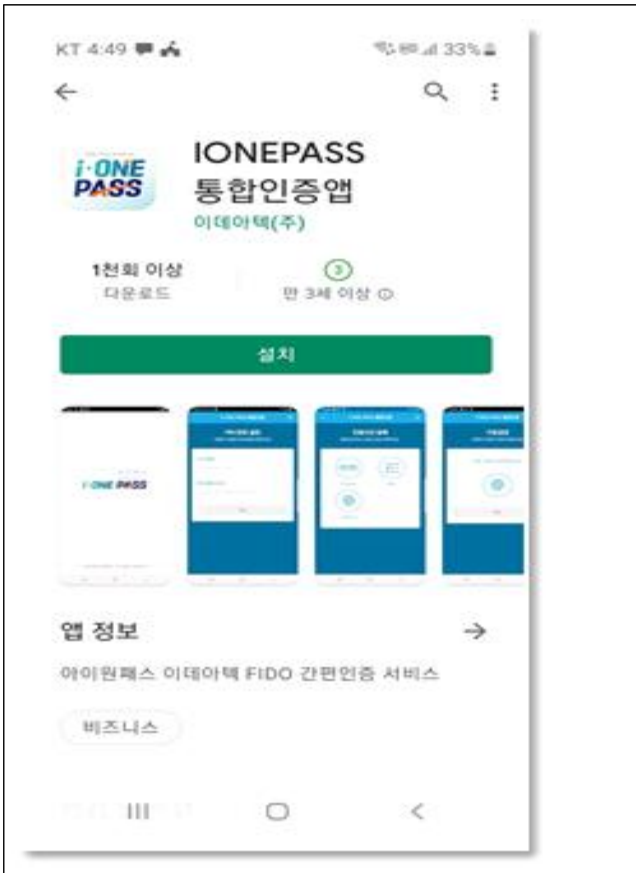 KT 4:49
33%
i·ONE
PASS
IONEPASS
통합인증앱
이데아텍(주)
1천회 이상
다운로드
3
만 3세 이상
설치
i·ONE PASS
앱 정보
아이원패스 이데아텍 FIDO 간편인증 서비스
비즈니스